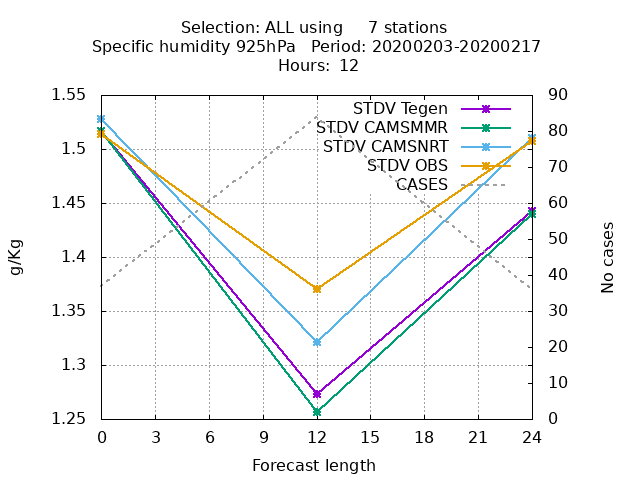 Selection: ALL using 7 stations
Specific humidity 925hPa Period: 20200203-20200217
Hours: 12
1.55
1.5
1.45
1.4
1.35
1.3
1.25
g/Kg
STDV Tegen
STDV CAMSMMR
STDV CAMSNRT
STDV OBS
CASES
90
80
70
60
50
40
30
20
10
0
No cases
0 3 6 9 12 15 18 21 24
Forecast length